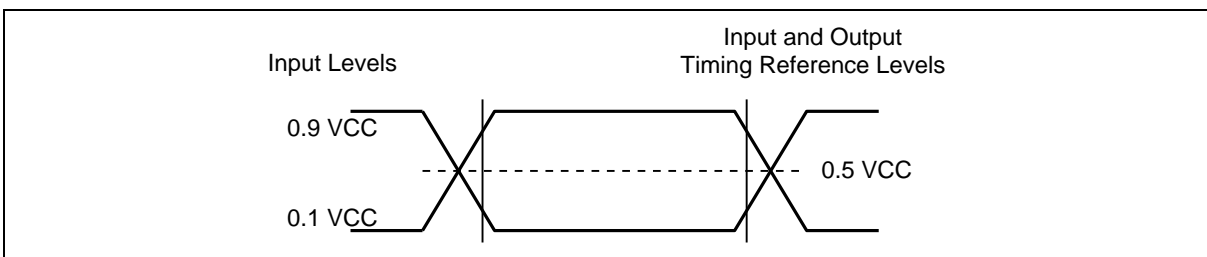 Input Levels
Input and Output
Timing Reference Levels
0.9 VCC
0.5 VCC
0.1 VCC